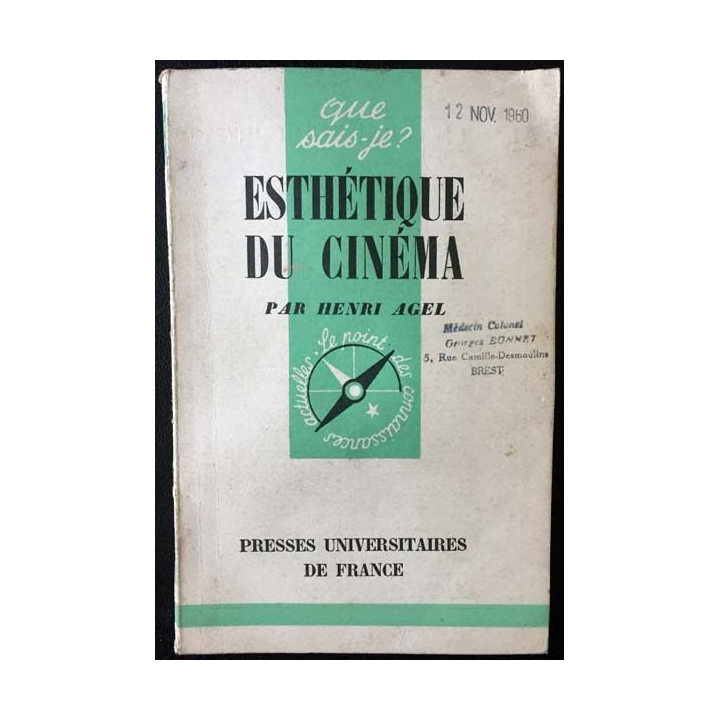 que
sais-je?
12 NOV. 1960
ESTHÉTIQUE
DU CINÉMA
PAR HENRI AGEL
Le point des connaissances actuelles.
Médecin Colonel
Georges BONNET
5, Rue Camille-Desmoulins
BREST
PRESSES UNIVERSITAIRES
DE FRANCE